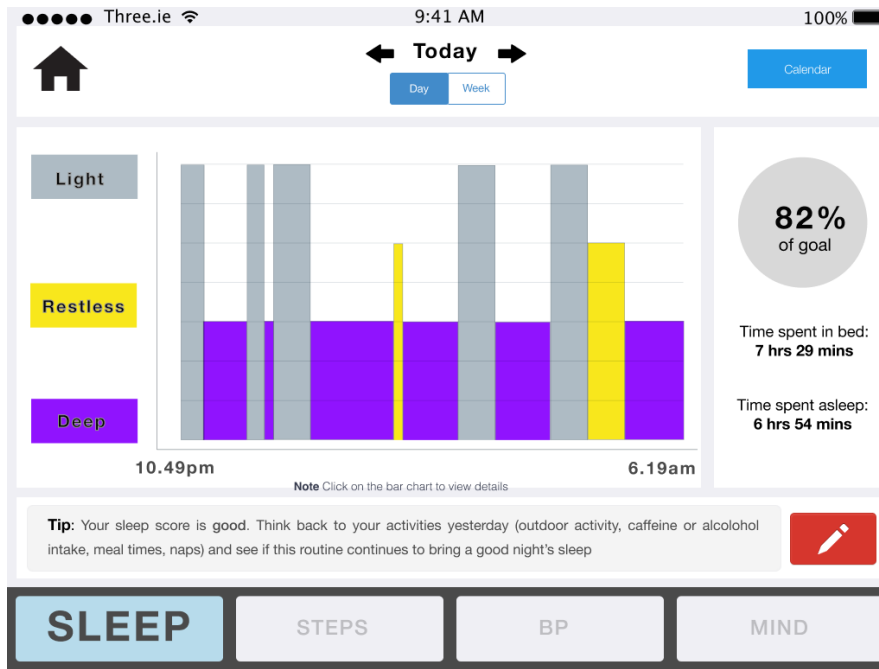 Three.ie 9:41 AM 100%
Today
Day Week
Calendar
Light
Restless
Deep
10.49pm 6.19am
Note Click on the bar chart to view details
82%
of goal
Time spent in bed:
7 hrs 29 mins
Time spent asleep:
6 hrs 54 mins
Tip: Your sleep score is good. Think back to your activities yesterday (outdoor activity, caffeine or alcolohol
intake, meal times, naps) and see if this routine continues to bring a good night's sleep
SLEEP STEPS BP MIND